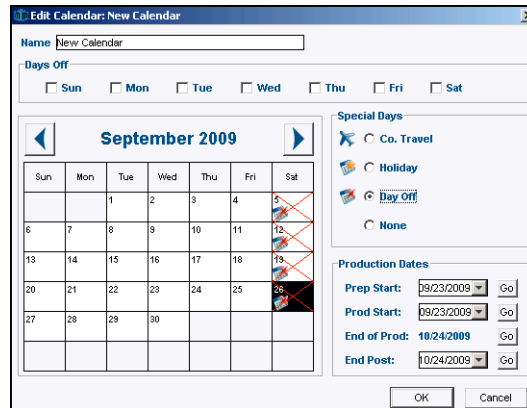 Edit Calendar: New Calendar
Name New Calendar
Days Off
Sun Mon Tue Wed Thu Fri Sat
September 2009
Sun Mon Tue Wed Thu Fri Sat
1 2 3 4 5
6 7 8 9 10 11 12
13 14 15 16 17 18 19
20 21 22 23 24 25 26
27 28 29 30
Special Days
Co. Travel
Holiday
Day Off
None
Production Dates
Prep Start: 09/23/2009 Go
Prod Start: 09/23/2009 Go
End of Prod: 10/24/2009 Go
End Post: 10/24/2009 Go
OK Cancel